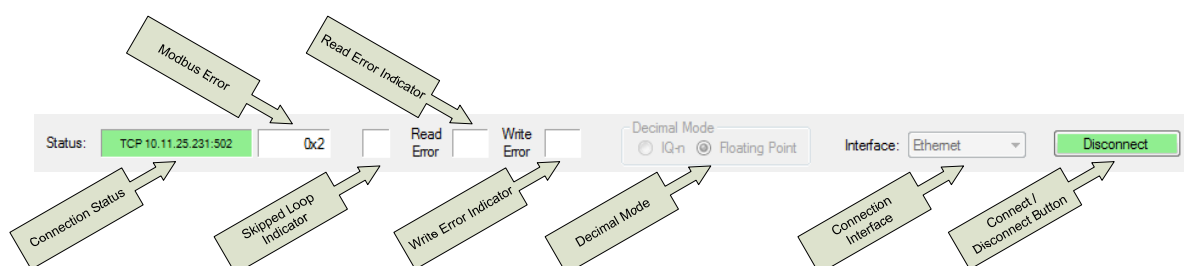 Modbus Error
Read Error Indicator
Status:
TCP 10.11.25.231:502
0x2
Read
Error
Write
Error
Decimal Mode
IQ-n
Floating Point
Interface:
Ethernet
Disconnect
Connection Status
Skipped Loop
Indicator
Write Error Indicator
Decimal Mode
Connection
Interface
Connect /
Disconnect Button